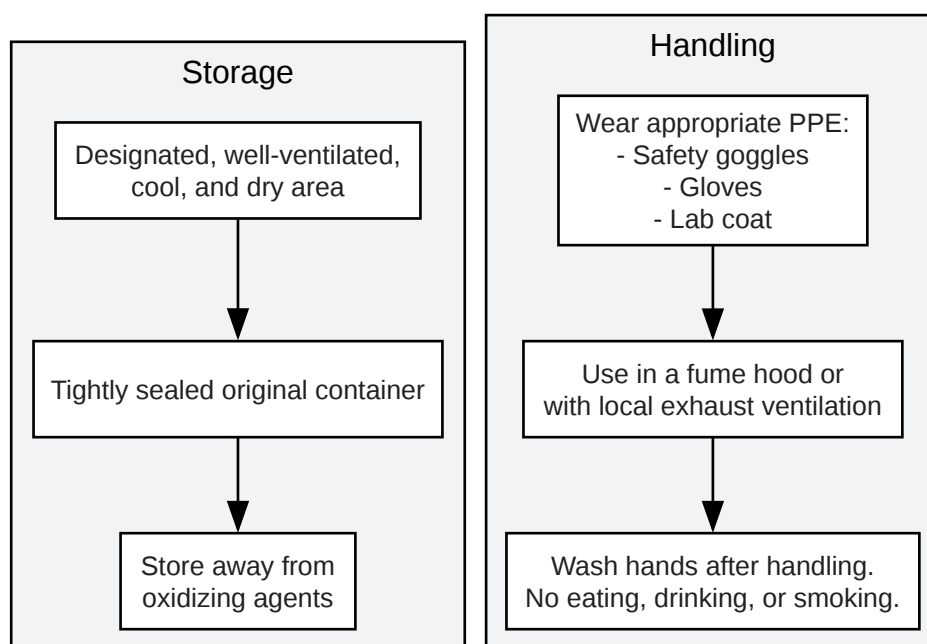 Storage
Designated, well-ventilated,
cool, and dry area
Tightly sealed original container
Store away from
oxidizing agents
Handling
Wear appropriate PPE:
- Safety goggles
- Gloves
- Lab coat
Use in a fume hood or
with local exhaust ventilation
Wash hands after handling.
No eating, drinking, or smoking.